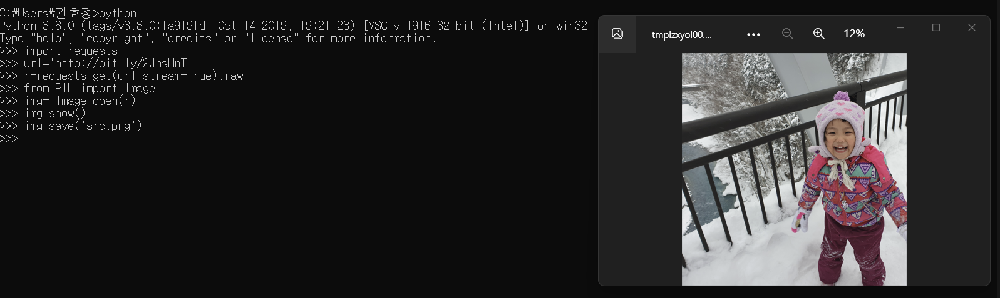 C:₩Users₩권효정>python
Python 3.8.0 (tags/v3.8.0:fa919fd, Oct 14 2019, 19:21:23) [MSC v.1916 32 bit (Intel)] on win32
Type "help", "copyright", "credits" or "license" for more information.
>>> import requests
>>> url='http://bit.ly/2JnsHnT'
>>> r=requests.get(url,stream=True).raw
>>> from PIL import Image
>>> img= Image.open(r)
>>> img.show()
>>> img.save('src.png')
>>>
tmplzxyol00....
12%